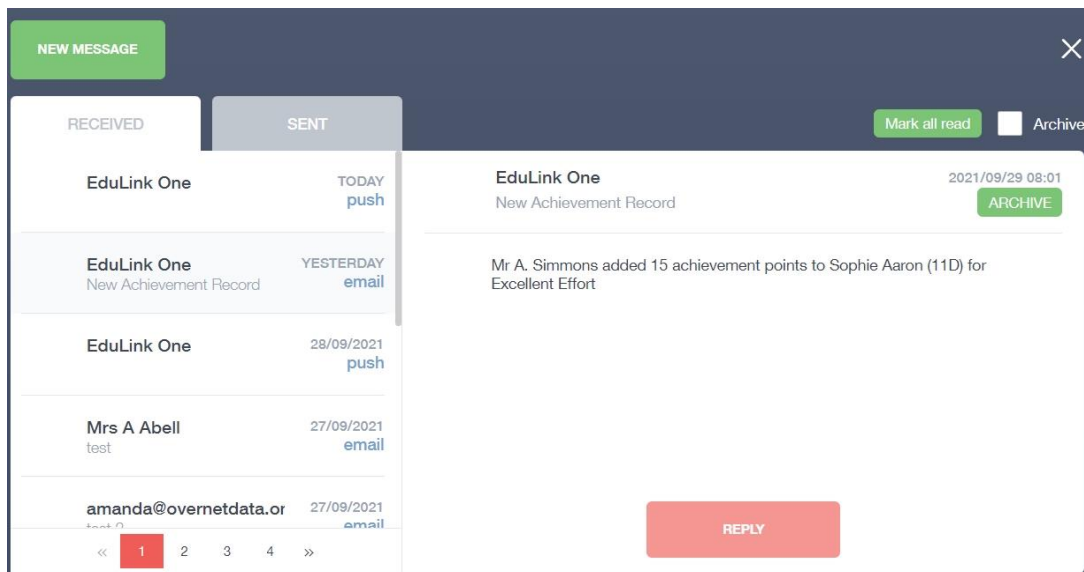 NEW MESSAGE
RECEIVED
SENT
Mark all read
Archive
EduLink One
TODAY
push
EduLink One
YESTERDAY
New Achievement Record
email
EduLink One
28/09/2021
push
Mrs A Abell
27/09/2021
test
email
amanda@overnetdata.or
27/09/2021
test 2
email
« 1 2 3 4 »
EduLink One
2021/09/29 08:01
New Achievement Record
ARCHIVE
Mr A. Simmons added 15 achievement points to Sophie Aaron (11D) for
Excellent Effort
REPLY